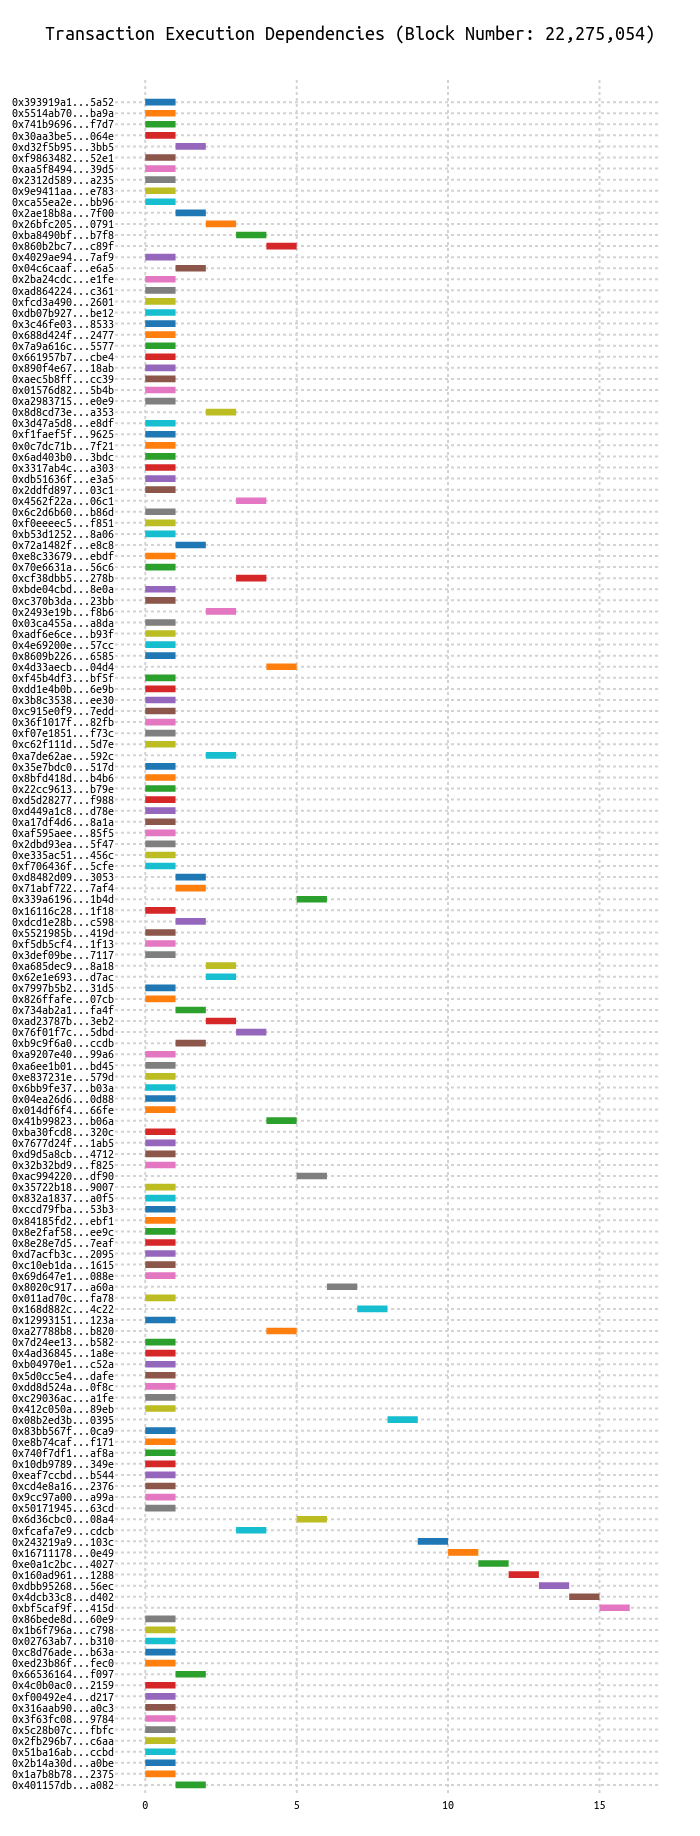 Transaction Execution Dependencies (Block Number: 22,275,054)
0x393919a1...5a52
0x5514ab70...ba9a
0x741b9696...f7d7
0x30aa3be5...064e
0xd32f5b95...3bb5
0xf9863482...52e1
0xaa5f8494...39d5
0x2312d589...a235
0x9e9411aa...e783
0xca55ea2e...bb96
0x2ae18b8a...7f00
0x26bfc205...0791
0xba8490bf...b7f8
0x860b2bc7...c89f
0x4029ae94...7af9
0x04c6caaf...e6a5
0x2ba24cdc...e1fe
0xad864224...c361
0xfcd3a490...2601
0xdb07b927...be12
0x3c46fe03...8533
0x688d424f...2477
0x7a9a616c...5577
0x661957b7...cbe4
0x890f4e67...18ab
0xaec5b8ff...cc39
0x01576d82...5b4b
0xa2983715...e0e9
0x8d8cd73e...a353
0x3d47a5d8...e8df
0xf1faef5f...9625
0x0c7dc71b...7f21
0x6ad403b0...3bdc
0x3317ab4c...a303
0xdb51636f...e3a5
0x2ddfd897...03c1
0x4562f22a...06c1
0x6c2d6b60...b86d
0xf0eeeec5...f851
0xb53d1252...8a06
0x72a1482f...e8c8
0xe8c33679...ebdf
0x70e6631a...56c6
0xcf38dbb5...278b
0xbde04cbd...8e0a
0xc370b3da...23bb
0x2493e19b...f8b6
0x03ca455a...a8da
0xadf6e6ce...b93f
0x4e69200e...57cc
0x8609b226...6585
0x4d33aecb...04d4
0xf45b4df3...bf5f
0xdd1e4b0b...6e9b
0x3b8c3538...ee30
0xc915e0f9...7edd
0x36f1017f...82fb
0xf07e1851...f73c
0xc62f111d...5d7e
0xa7de62ae...592c
0x35e7bdc0...517d
0x8bfd418d...b4b6
0x22cc9613...b79e
0xd5d28277...f988
0xd449a1c8...d78e
0xa17df4d6...8a1a
0xaf595aee...85f5
0x2dbd93ea...5f47
0xe335ac51...456c
0xf706436f...5cfe
0xd8482d09...3053
0x71abf722...7af4
0x339a6196...1b4d
0x16116c28...1f18
0xdcd1e28b...c598
0x5521985b...419d
0xf5db5cf4...1f13
0x3def09be...7117
0xa685dec9...8a18
0x62e1e693...d7ac
0x7997b5b2...31d5
0x826ffafe...07cb
0x734ab2a1...fa4f
0xad23787b...3eb2
0x76f01f7c...5dbd
0xb9c9f6a0...ccdb
0xa9207e40...99a6
0xa6ee1b01...bd45
0xe837231e...579d
0x6bb9fe37...b03a
0x04ea26d6...0d88
0x014df6f4...66fe
0x41b99823...b06a
0xba30fcd8...320c
0x7677d24f...1ab5
0xd9d5a8cb...4712
0x32b32bd9...f825
0xac994220...df90
0x35722b18...9007
0x832a1837...a0f5
0xccd79fba...53b3
0x84185fd2...ebf1
0x8e2faf58...ee9c
0x8e28e7d5...7eaf
0xd7acfb3c...2095
0xc10eb1da...1615
0x69d647e1...088e
0x8020c917...a60a
0x011ad70c...fa78
0x168d882c...4c22
0x12993151...123a
0xa27788b8...b820
0x7d24ee13...b582
0x4ad36845...1a8e
0xb04970e1...c52a
0x5d0cc5e4...dafe
0xdd8d524a...0f8c
0xc29036ac...a1fe
0x412c050a...89eb
0x08b2ed3b...0395
0x83bb567f...0ca9
0xe8b74caf...f171
0x740f7df1...af8a
0x10db9789...349e
0xeaf7ccbd...b544
0xcd4e8a16...2376
0x9cc97a00...a99a
0x50171945...63cd
0x6d36cbc0...08a4
0xfcafa7e9...cdcb
0x243219a9...103c
0x16711178...0e49
0xe0a1c2bc...4027
0x160ad961...1288
0xdbb95268...56ec
0x4dcb33c8...d402
0xbf5caf9f...415d
0x86bede8d...60e9
0x1b6f796a...c798
0x02763ab7...b310
0xc8d76ade...b63a
0xed23b86f...fec0
0x66536164...f097
0x4c0b0ac0...2159
0xf00492e4...d217
0x316aab90...a0c3
0x3f63fc08...9784
0x5c28b07c...fbfc
0x2fb296b7...c6aa
0x51ba16ab...ccbd
0x2b14a30d...a0be
0x1a7b8b78...2375
0x401157db...a082
0 5 10 15